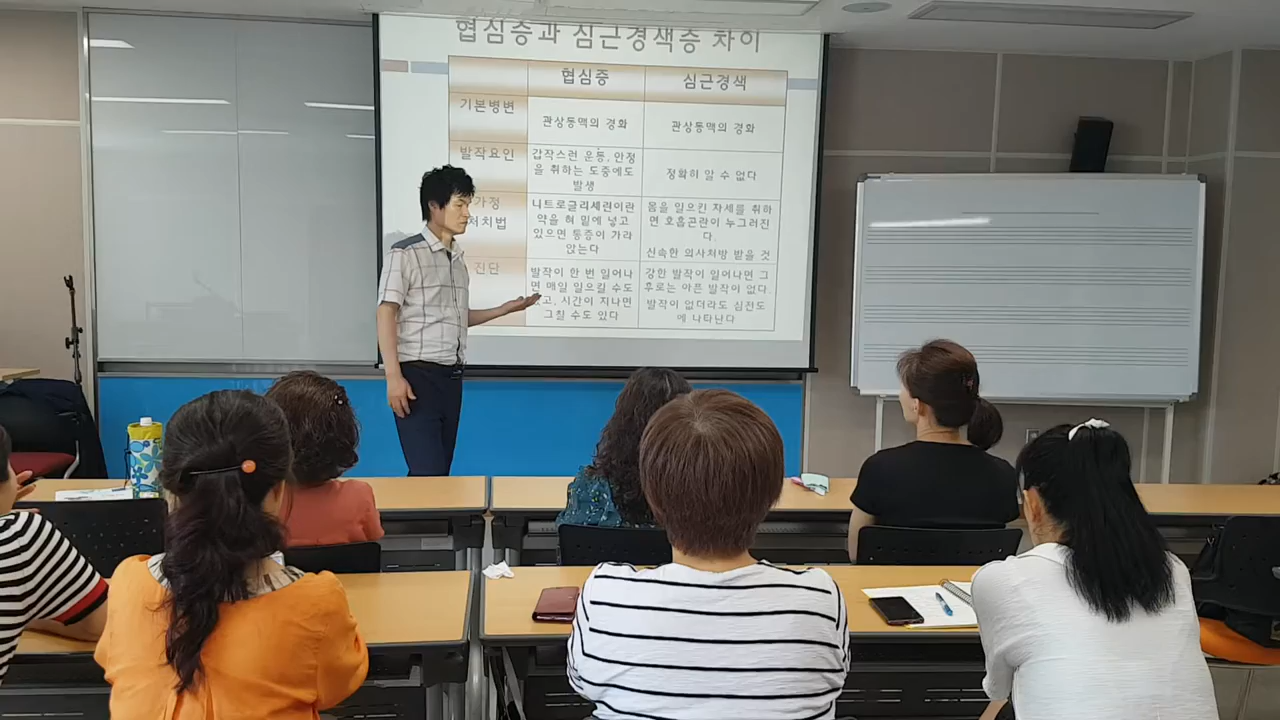 협심증과 심근경색증 차이
협심증
심근경색
기본병변
관상동맥의 경화
관상동맥의 경화
발작요인
갑작스런 운동, 안정
을 취하는 도중에도
발생
정확히 알 수 없다
가정
처치법
니트로글리세린이란
약을 혀 밑에 넣고
있으면 통증이 가라
앉는다
몸을 일으킨 자세를 취하
면 호흡곤란이 누그러진
다.
신속한 의사처방 받을 것
진단
발작이 한 번 일어나
면 매일 일으킬 수도
있고, 시간이 지나면
그칠 수도 있다
강한 발작이 일어나면 그
후로는 아픈 발작이 없다
발작이 없더라도 심전도
에 나타난다